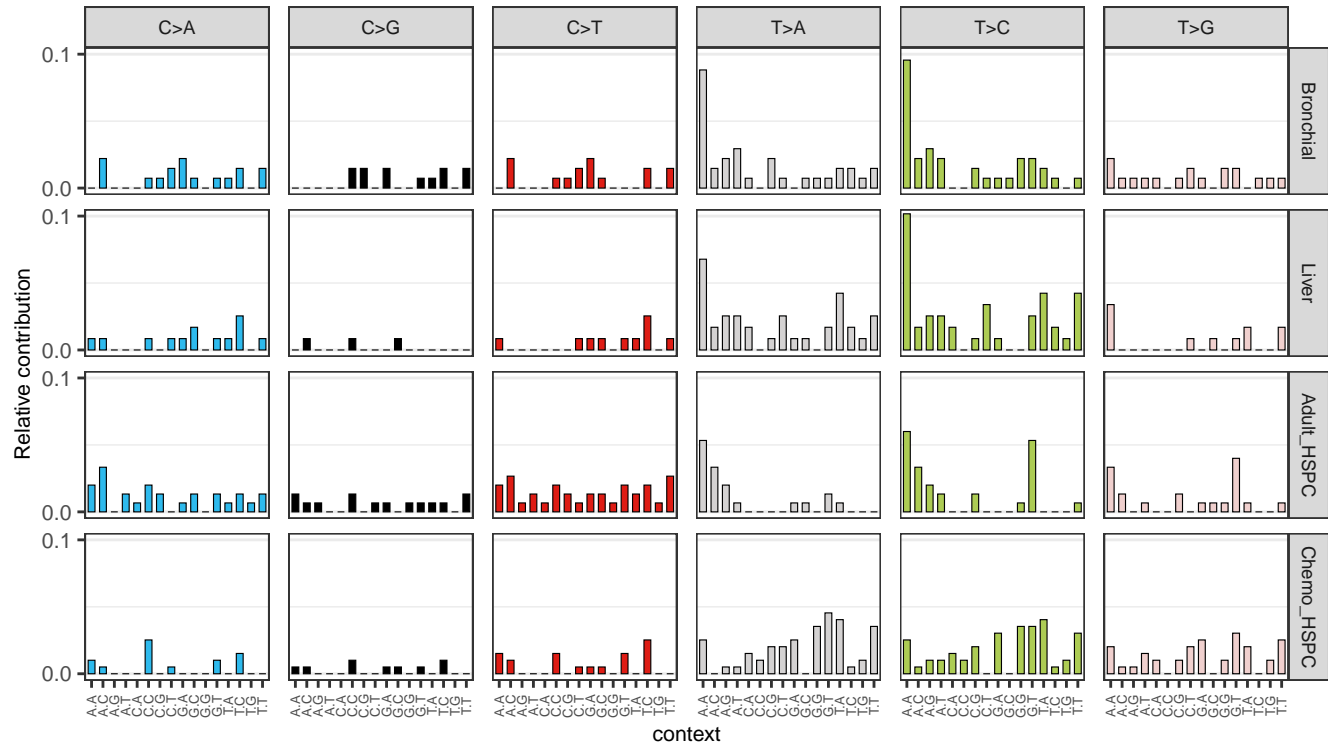 C>A C>G C>T T>A T>C T>G
0.1
0.0
Bronchial
0.1
0.0
Liver
0.1
0.0
Adult_HSPC
0.1
0.0
Chemo_HSPC
Relative contribution
A.A A.C A.G A.T C.A C.C C.G C.T G.A G.C G.G G.T T.A T.C T.G T.T
A.A A.C A.G A.T C.A C.C C.G C.T G.A G.C G.G G.T T.A T.C T.G T.T
A.A A.C A.G A.T C.A C.C C.G C.T G.A G.C G.G G.T T.A T.C T.G T.T
A.A A.C A.G A.T C.A C.C C.G C.T G.A G.C G.G G.T T.A T.C T.G T.T
A.A A.C A.G A.T C.A C.C C.G C.T G.A G.C G.G G.T T.A T.C T.G T.T
A.A A.C A.G A.T C.A C.C C.G C.T G.A G.C G.G G.T T.A T.C T.G T.T
context